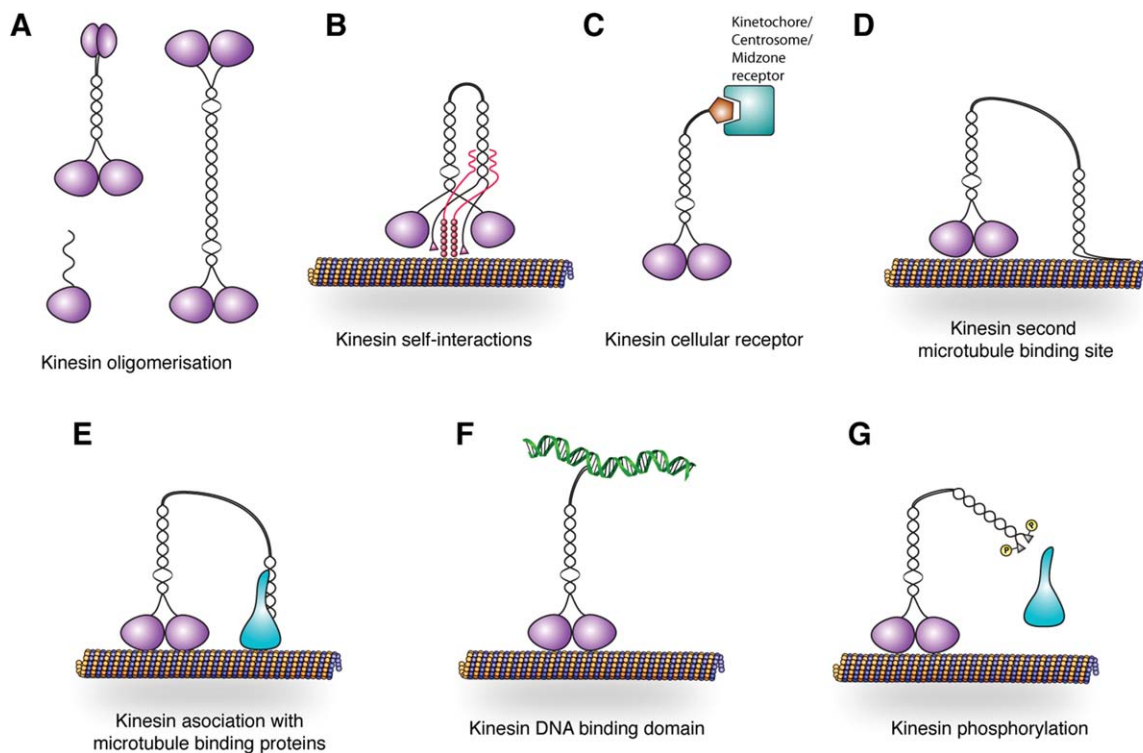 A
Kinesin oligomerisation
B
Kinesin self-interactions
C
Kinetochore/
Centrosome/
Midzone
receptor
Kinesin cellular receptor
D
Kinesin second
microtubule binding site
E
Kinesin asociation with
microtubule binding proteins
F
Kinesin DNA binding domain
G
P
P
Kinesin phosphorylation